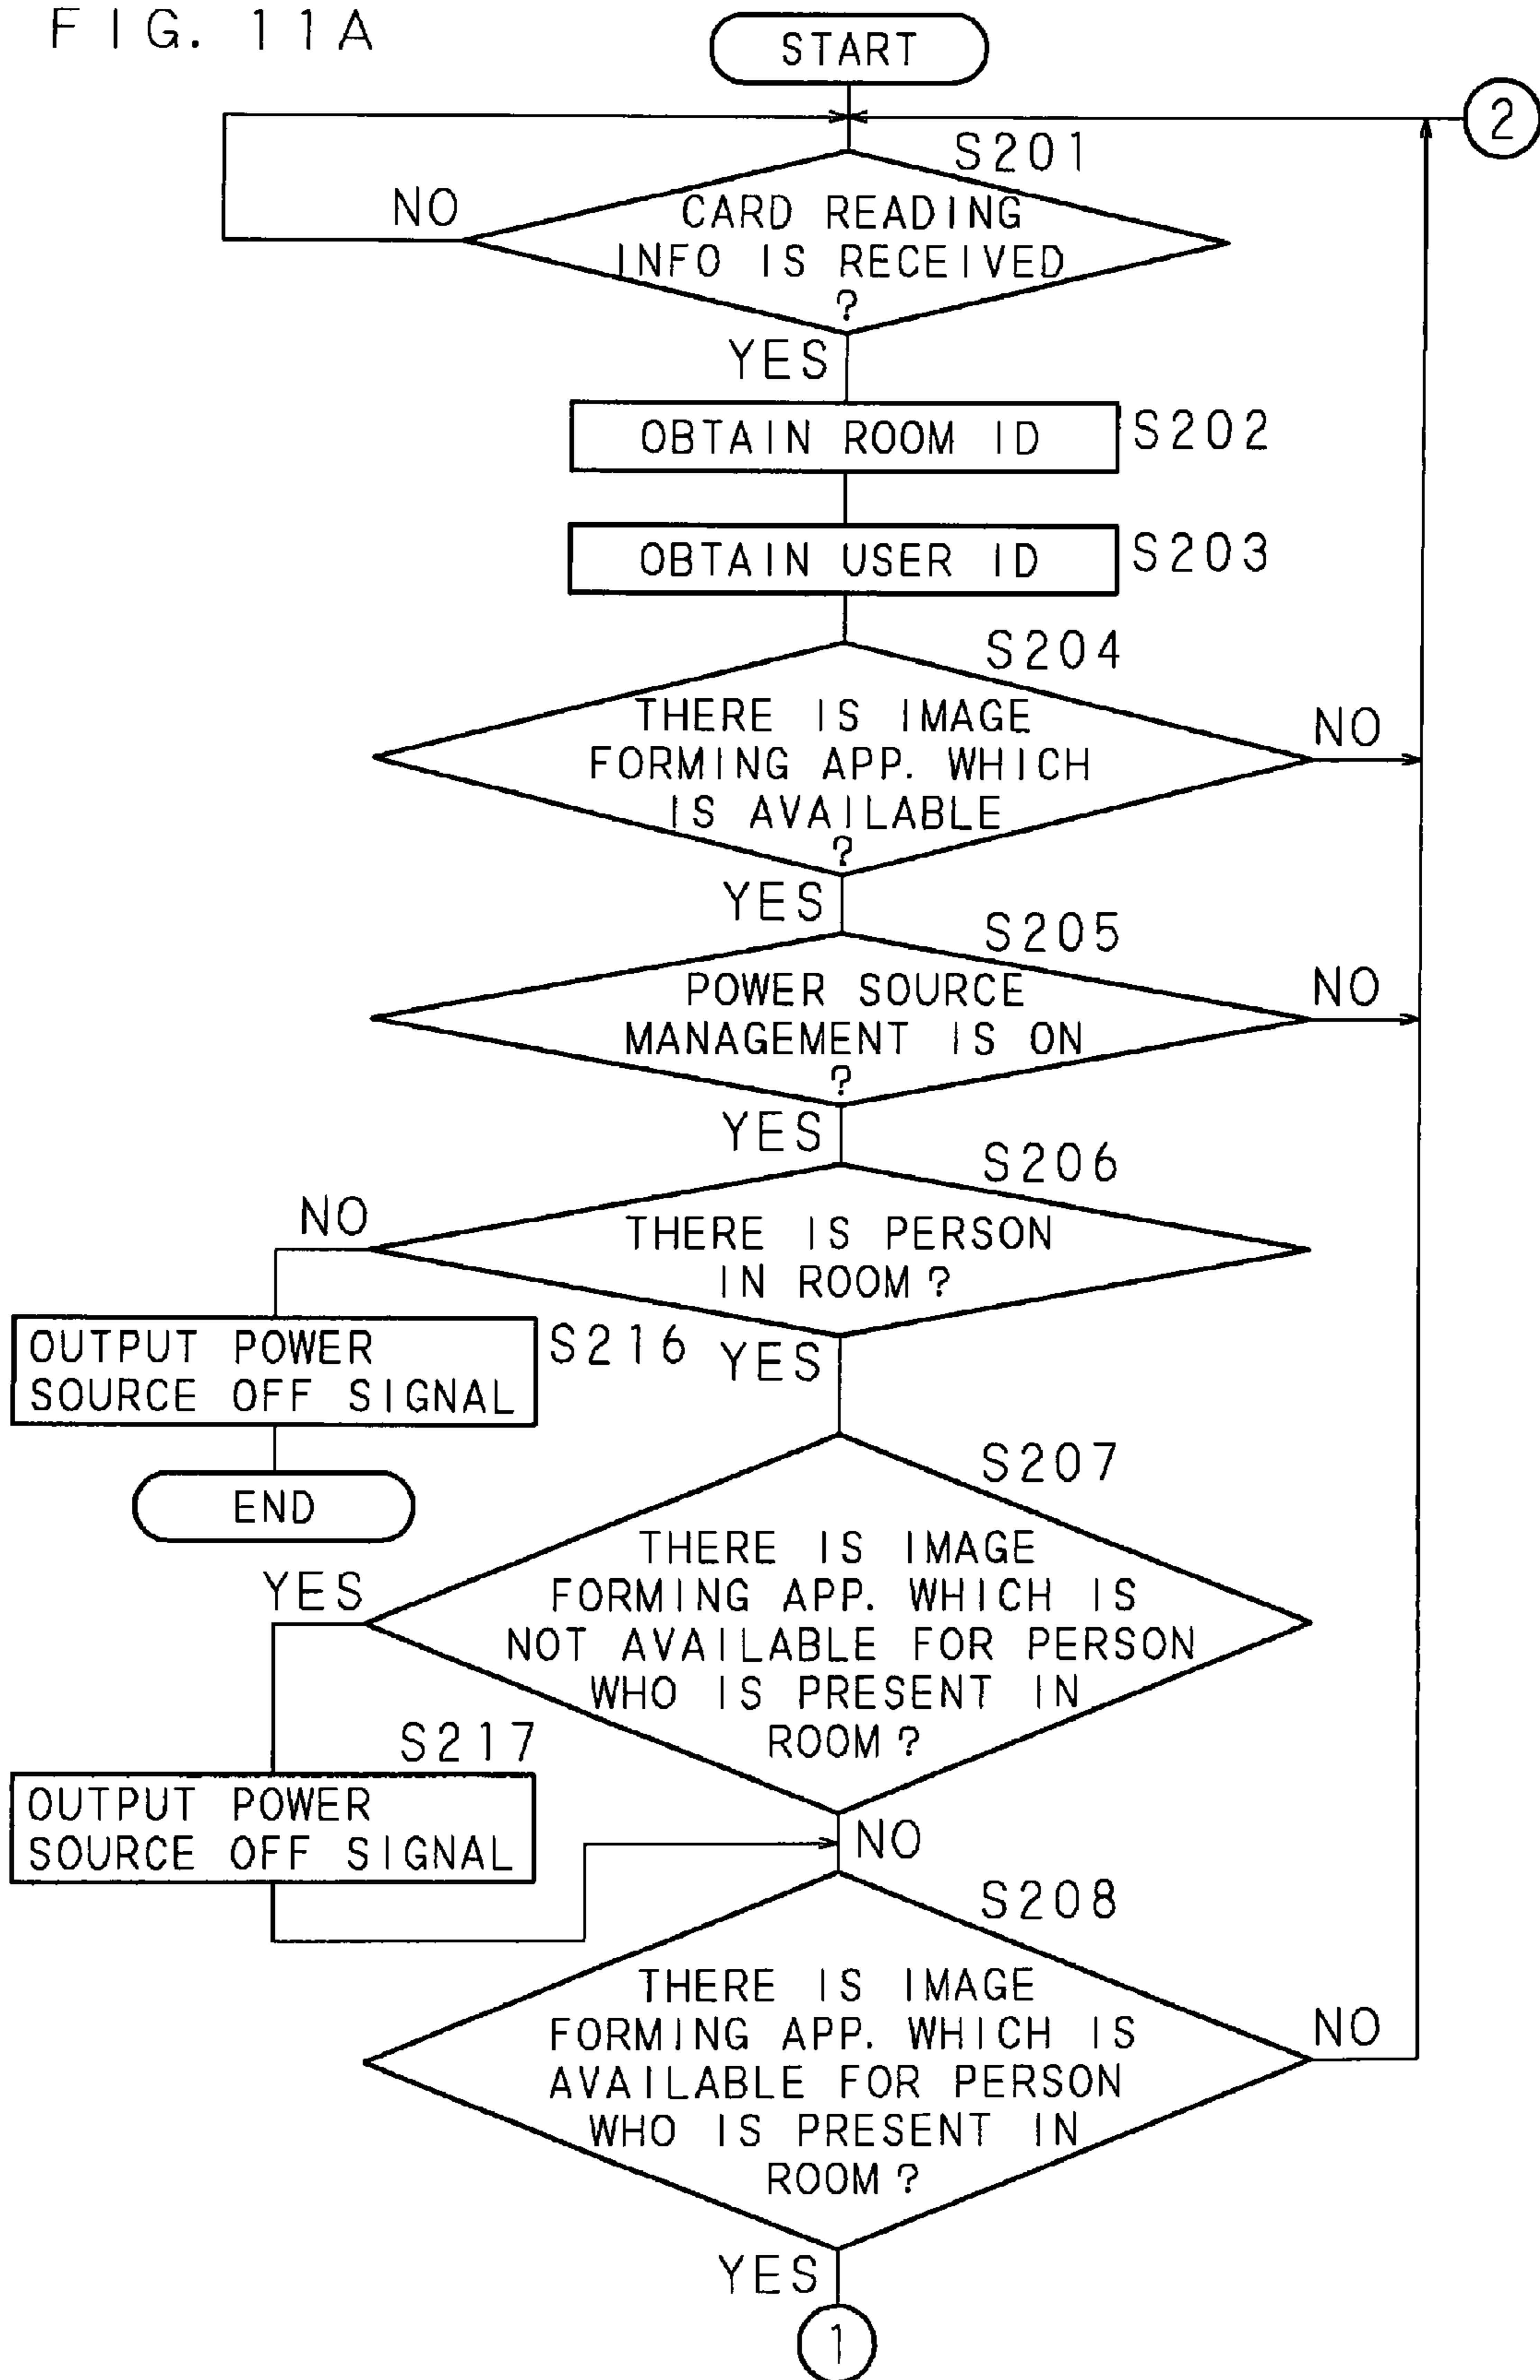 FIG. 11A
START
2
S201
NO
CARD READING
INFO IS RECEIVED
?
YES
OBTAIN ROOM ID
S202
OBTAIN USER ID
S203
S204
THERE IS IMAGE
FORMING APP. WHICH
IS AVAILABLE
?
NO
YES
S205
POWER SOURCE
MANAGEMENT IS ON
?
NO
YES
S206
NO
THERE IS PERSON
IN ROOM?
OUTPUT POWER
SOURCE OFF SIGNAL
S216
YES
END
S207
YES
THERE IS IMAGE
FORMING APP. WHICH IS
NOT AVAILABLE FOR PERSON
WHO IS PRESENT IN
ROOM?
S217
OUTPUT POWER
SOURCE OFF SIGNAL
NO
S208
THERE IS IMAGE
FORMING APP. WHICH IS
AVAILABLE FOR PERSON
WHO IS PRESENT IN
ROOM?
NO
YES
1